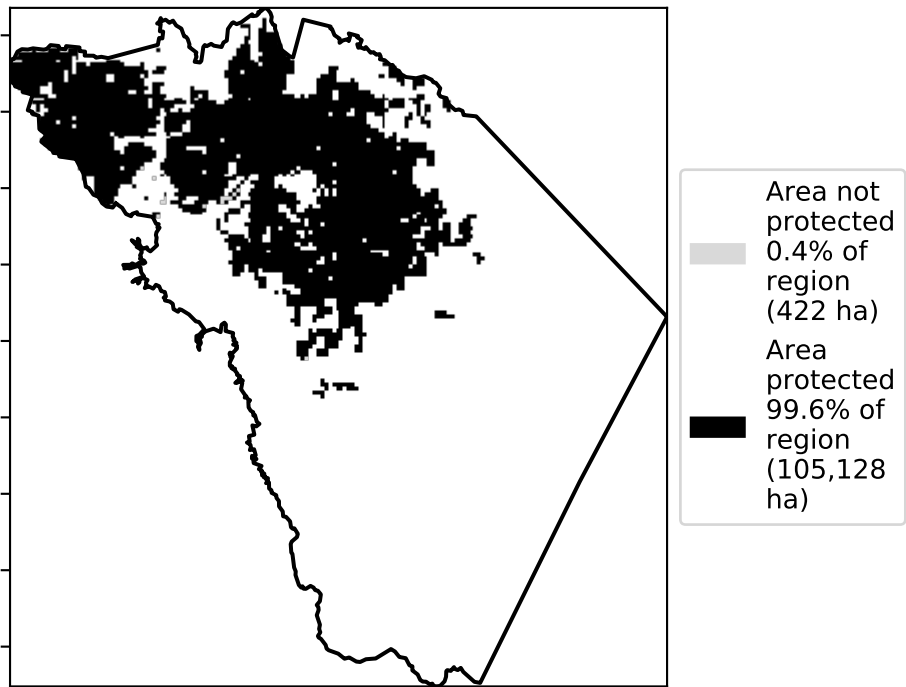 Area not
protected
0.4% of
region
(422 ha)
Area
protected
99.6% of
region
(105,128
ha)